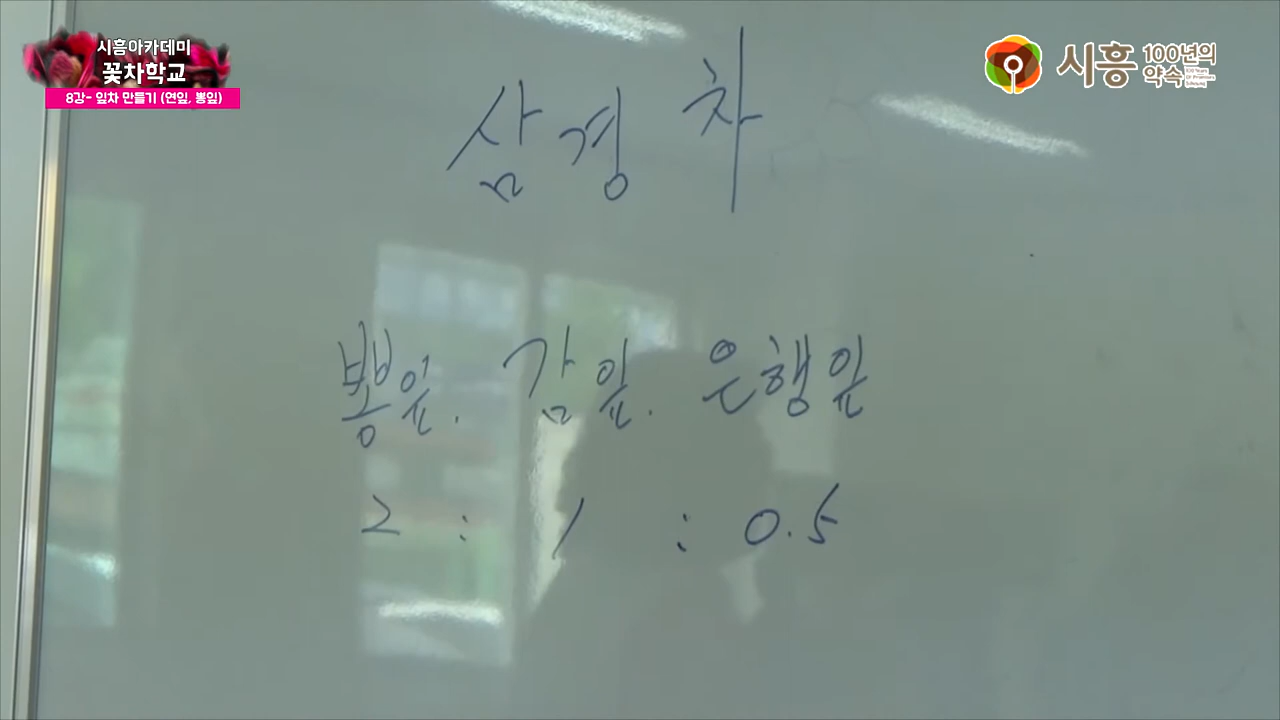 시흥아카데미
꽃차학교
8강- 잎차 만들기 (연잎, 뽕잎)
시흥 100년의
약속
삼경차
뽕잎. 감잎. 은행잎
2 : 1 : 0.5